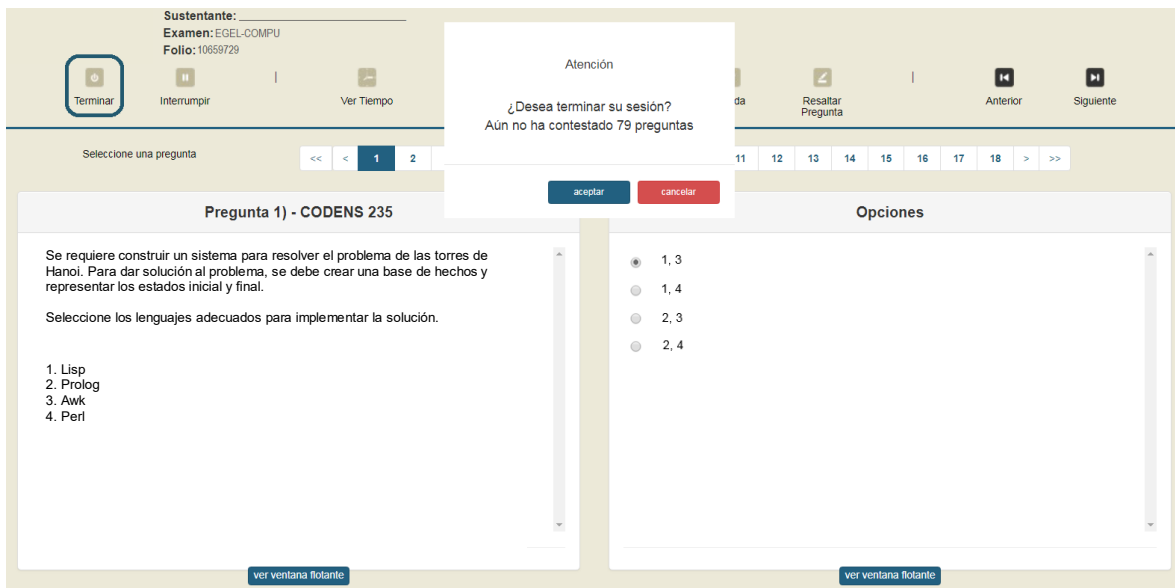 Sustentante:
Examen: EGEL-COMPU
Folio: 10659729
Terminar
Interrumpir
Ver Tiempo
Resaltar
Pregunta
Anterior
Siguiente
Atención
¿Desea terminar su sesión?
Aún no ha contestado 79 preguntas
aceptar
cancelar
Seleccione una pregunta
<< < 1 2 11 12 13 14 15 16 17 18 > >>
Pregunta 1) - CODENS 235
Se requiere construir un sistema para resolver el problema de las torres de
Hanoi. Para dar solución al problema, se debe crear una base de hechos y
representar los estados inicial y final.
Seleccione los lenguajes adecuados para implementar la solución.
1. Lisp
2. Prolog
3. Awk
4. Perl
ver ventana flotante
Opciones
1, 3
1, 4
2, 3
2, 4
ver ventana flotante